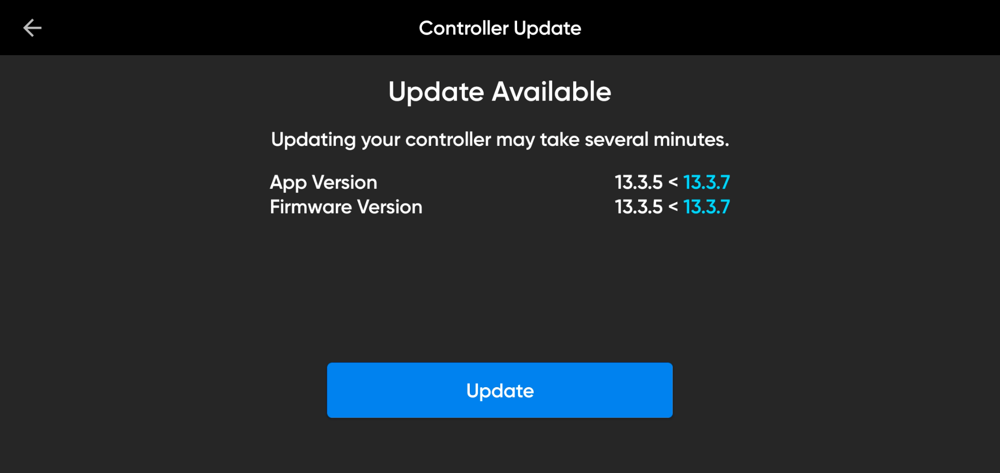 Controller Update
Update Available
Updating your controller may take several minutes.
App Version 13.3.5 < 13.3.7
Firmware Version 13.3.5 < 13.3.7
Update